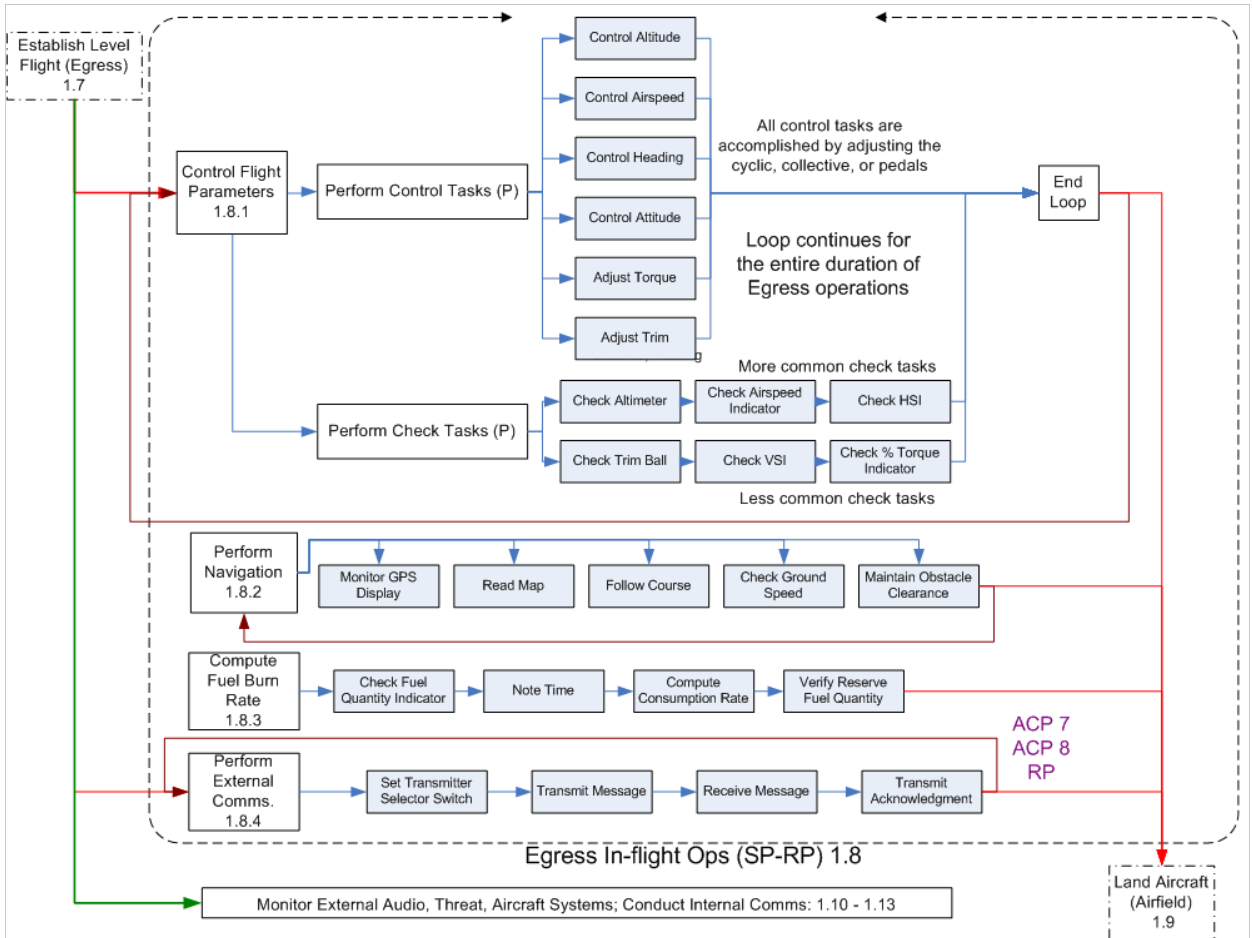 Establish Level
Flight (Egress)
1.7
Control Altitude
Control Airspeed
All control tasks are
accomplished by adjusting the
cyclic, collective, or pedals
Control Flight
Parameters
1.8.1
Perform Control Tasks (P)
Control Heading
End
Loop
Control Attitude
Loop continues for
the entire duration of
Egress operations
Adjust Torque
Adjust Trim
More common check tasks
Perform Check Tasks (P)
Check Altimeter
Check Airspeed
Indicator
Check HSI
Check Trim Ball
Check VSI
Check % Torque
Indicator
Less common check tasks
Perform
Navigation
1.8.2
Monitor GPS
Display
Read Map
Follow Course
Check Ground
Speed
Maintain Obstacle
Clearance
Compute
Fuel Burn
Rate
1.8.3
Check Fuel
Quantity Indicator
Note Time
Compute
Consumption Rate
Verify Reserve
Fuel Quantity
ACP 7
ACP 8
RP
Perform
External
Comms.
1.8.4
Set Transmitter
Selector Switch
Transmit Message
Receive Message
Transmit
Acknowledgment
Egress In-flight Ops (SP-RP) 1.8
Monitor External Audio, Threat, Aircraft Systems; Conduct Internal Comms: 1.10 - 1.13
Land Aircraft
(Airfield)
1.9